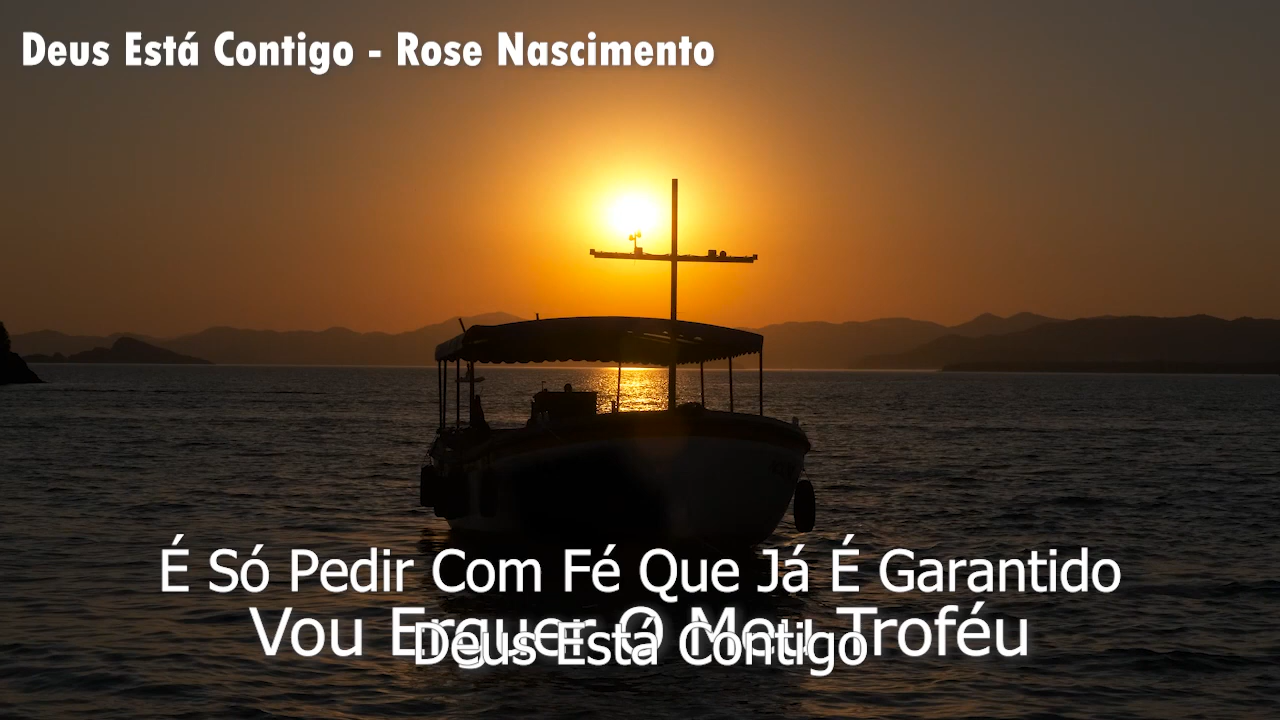 Deus Está Contigo - Rose Nascimento
É Só Pedir Com Fé Que Já É Garantido
Vou Erguer O Meu Troféu
Deus Está Contigo